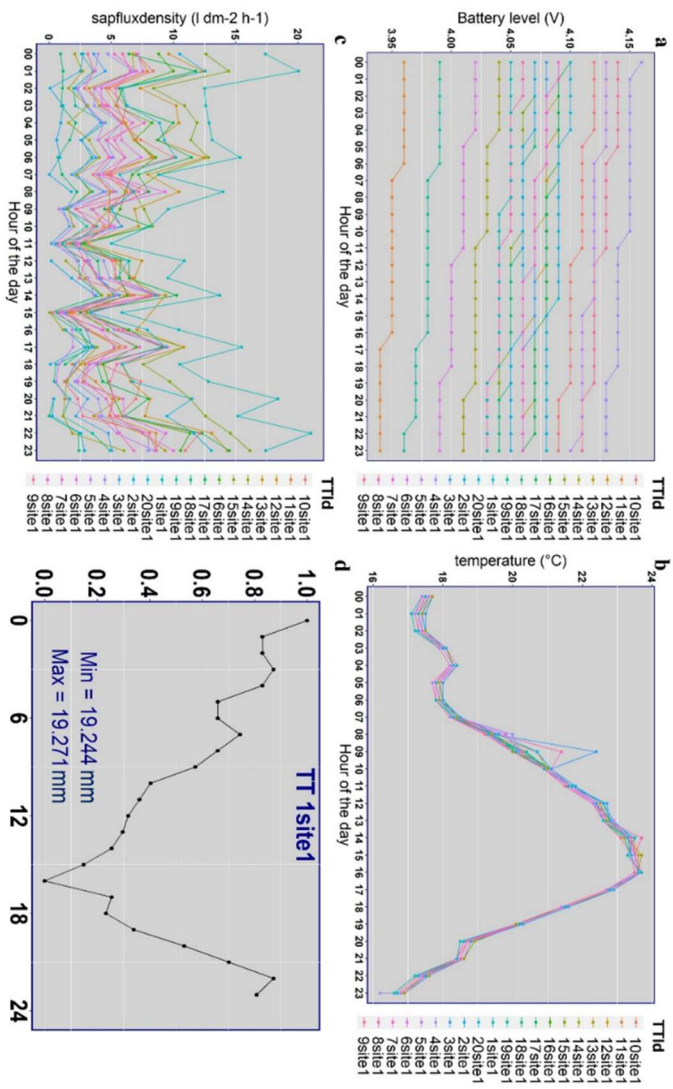 a
Battery level (V)
4.15
4.10
4.05
4.00
3.95
00 01 02 03 04 05 06 07 08 09 10 11 12 13 14 15 16 17 18 19 20 21 22 23
Hour of the day
TTId
10site1
11site1
12site1
13site1
14site1
15site1
16site1
17site1
18site1
19site1
1site1
20site1
2site1
3site1
4site1
5site1
6site1
7site1
8site1
9site1
b
temperature (°C)
24
22
20
18
16
00 01 02 03 04 05 06 07 08 09 10 11 12 13 14 15 16 17 18 19 20 21 22 23
Hour of the day
TTId
10site1
11site1
12site1
13site1
14site1
15site1
16site1
17site1
18site1
19site1
1site1
20site1
2site1
3site1
4site1
5site1
6site1
7site1
8site1
9site1
c
sapfluxdensity (l dm-2 h-1)
20
15
10
5
0
00 01 02 03 04 05 06 07 08 09 10 11 12 13 14 15 16 17 18 19 20 21 22 23
Hour of the day
TTId
10site1
11site1
12site1
13site1
14site1
15site1
16site1
17site1
19site1
1site1
20site1
2site1
3site1
4site1
5site1
6site1
7site1
8site1
9site1
d
TT 1site1
1.0
0.8
0.6
0.4
0.2
0.0
Min = 19.244 mm
Max = 19.271 mm
0 6 12 18 24